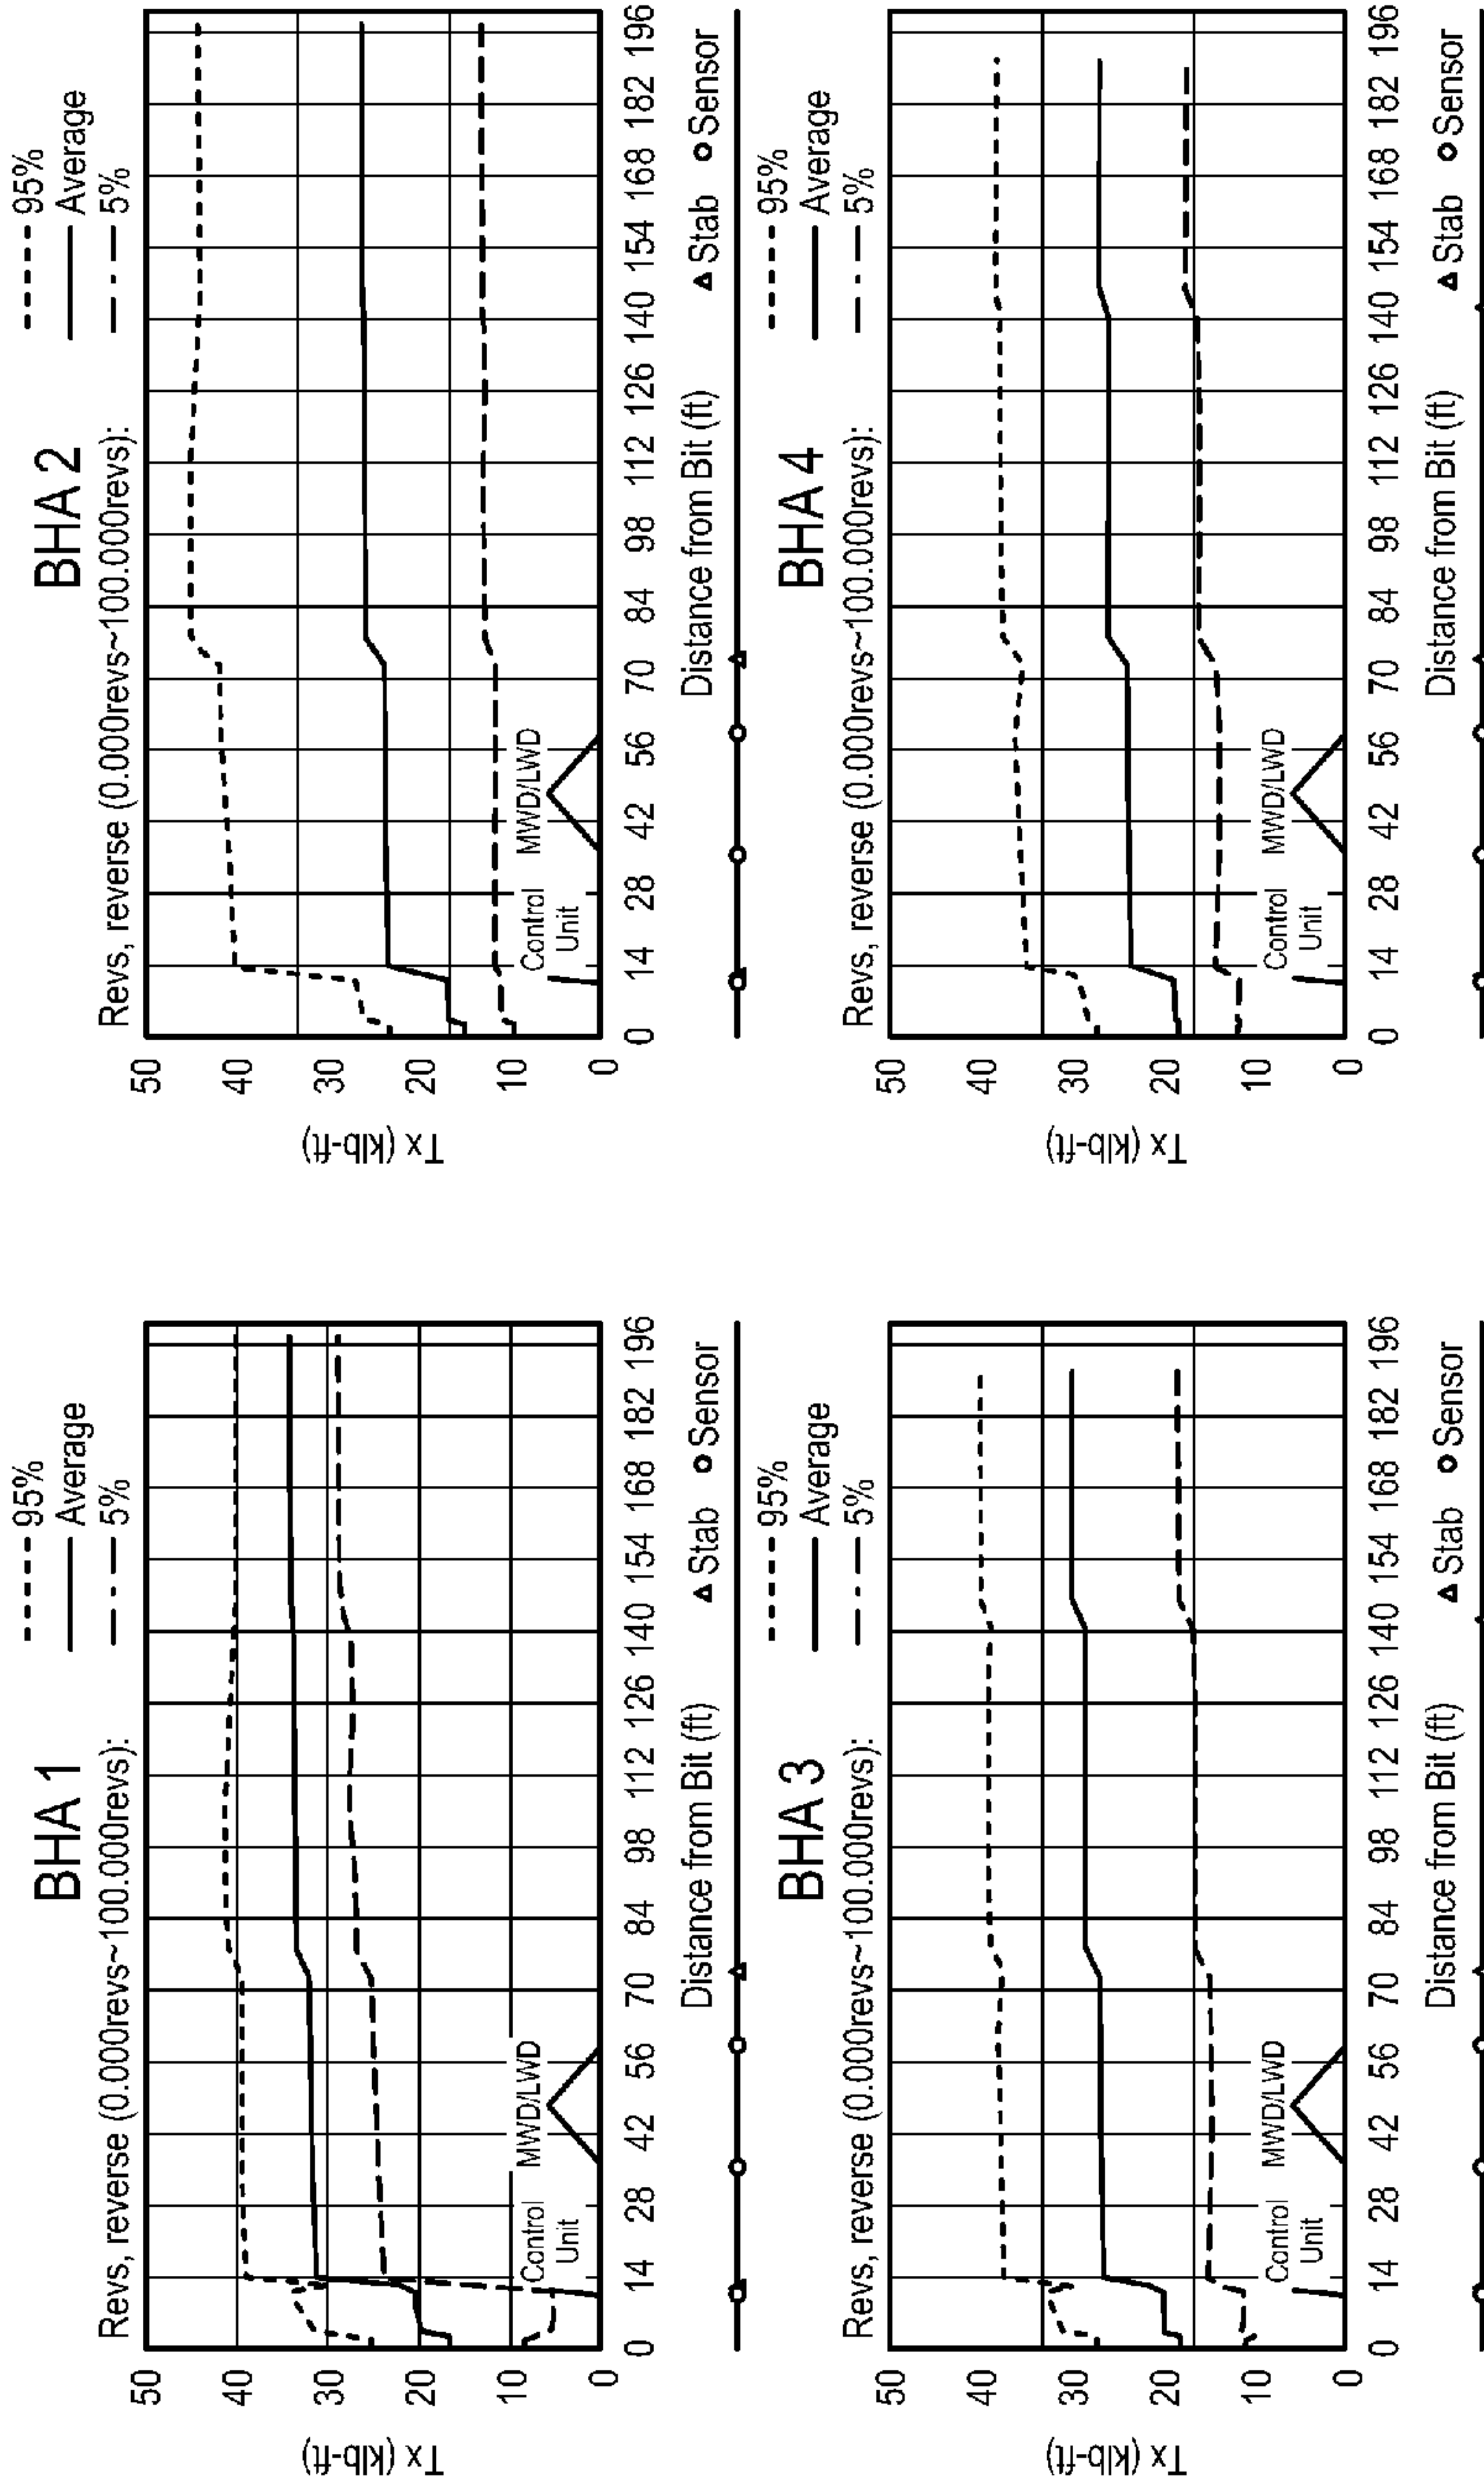 BHA 1
Revs, reverse (0.000revs~100.000revs):
95%
Average
5%
Tx (klb-ft)
50
40
30
20
10
0
Control
Unit
MWD/LWD
0 14 28 42 56 70 84 98 112 126 140 154 168 182 196
Distance from Bit (ft)
Stab
Sensor
BHA 2
Revs, reverse (0.000revs~100.000revs):
95%
Average
5%
Tx (klb-ft)
50
40
30
20
10
0
Control
Unit
MWD/LWD
0 14 28 42 56 70 84 98 112 126 140 154 168 182 196
Distance from Bit (ft)
Stab
Sensor
BHA 3
Revs, reverse (0.000revs~100.000revs):
95%
Average
5%
Tx (klb-ft)
50
40
30
20
10
0
Control
Unit
MWD/LWD
0 14 28 42 56 70 84 98 112 126 140 154 168 182 196
Distance from Bit (ft)
Stab
Sensor
BHA 4
Revs, reverse (0.000revs~100.000revs):
95%
Average
5%
Tx (klb-ft)
50
40
30
20
10
0
Control
Unit
MWD/LWD
0 14 28 42 56 70 84 98 112 126 140 154 168 182 196
Distance from Bit (ft)
Stab
Sensor